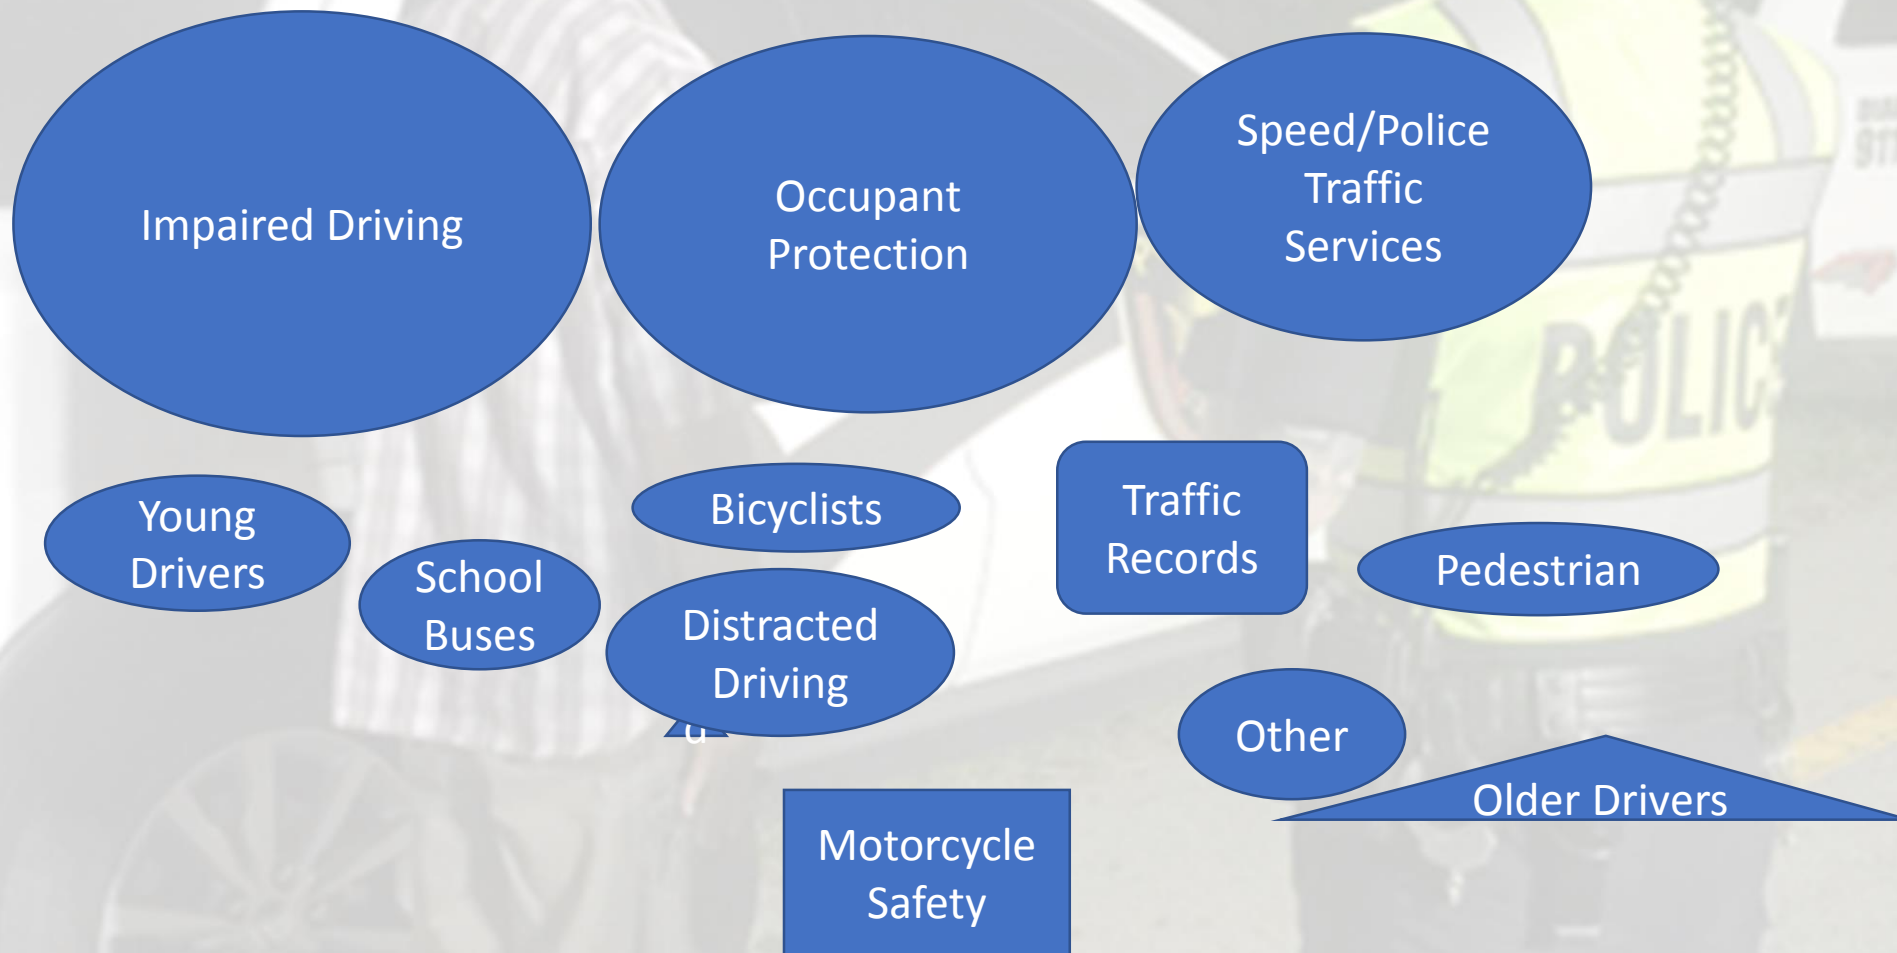 Impaired Driving
Occupant
Protection
Speed/Police
Traffic
Services
Young
Drivers
School
Buses
Bicyclists
Distracted
Driving
Traffic
Records
Pedestrian
Other
Older Drivers
Motorcycle
Safety
POLICE